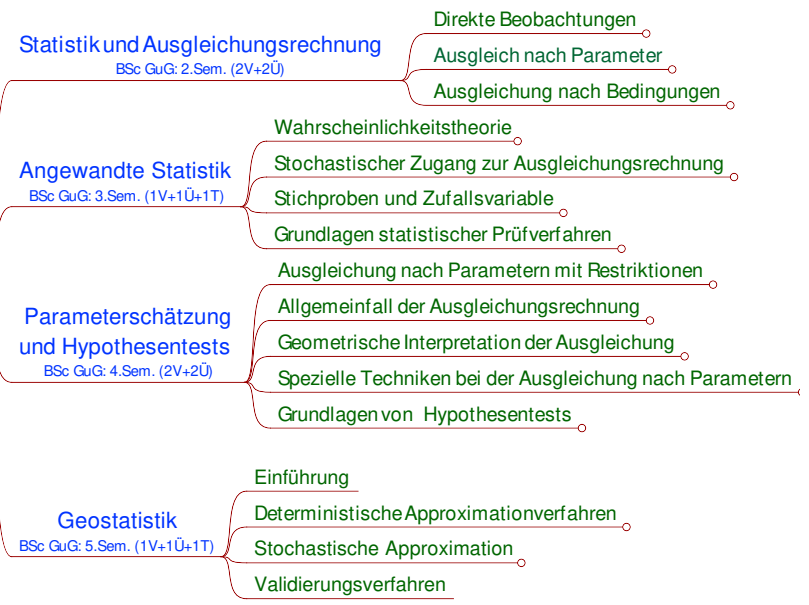 Statistik und Ausgleichungsrechnung
BSc GuG: 2.Sem. (2V+2Ü)
Direkte Beobachtungen
Ausgleich nach Parameter
Ausgleichung nach Bedingungen
Angewandte Statistik
BSc GuG: 3.Sem. (1V+1Ü+1T)
Wahrscheinlichkeitstheorie
Stochastischer Zugang zur Ausgleichungsrechnung
Stichproben und Zufallsvariable
Grundlagen statistischer Prüfverfahren
Parameterschätzung
und Hypothesentests
BSc GuG: 4.Sem. (2V+2Ü)
Ausgleichung nach Parametern mit Restriktionen
Allgemeinfall der Ausgleichungsrechnung
Geometrische Interpretation der Ausgleichung
Spezielle Techniken bei der Ausgleichung nach Parametern
Grundlagen von Hypothesentests
Geostatistik
BSc GuG: 5.Sem. (1V+1Ü+1T)
Einführung
Deterministische Approximationverfahren
Stochastische Approximation
Validierungsverfahren